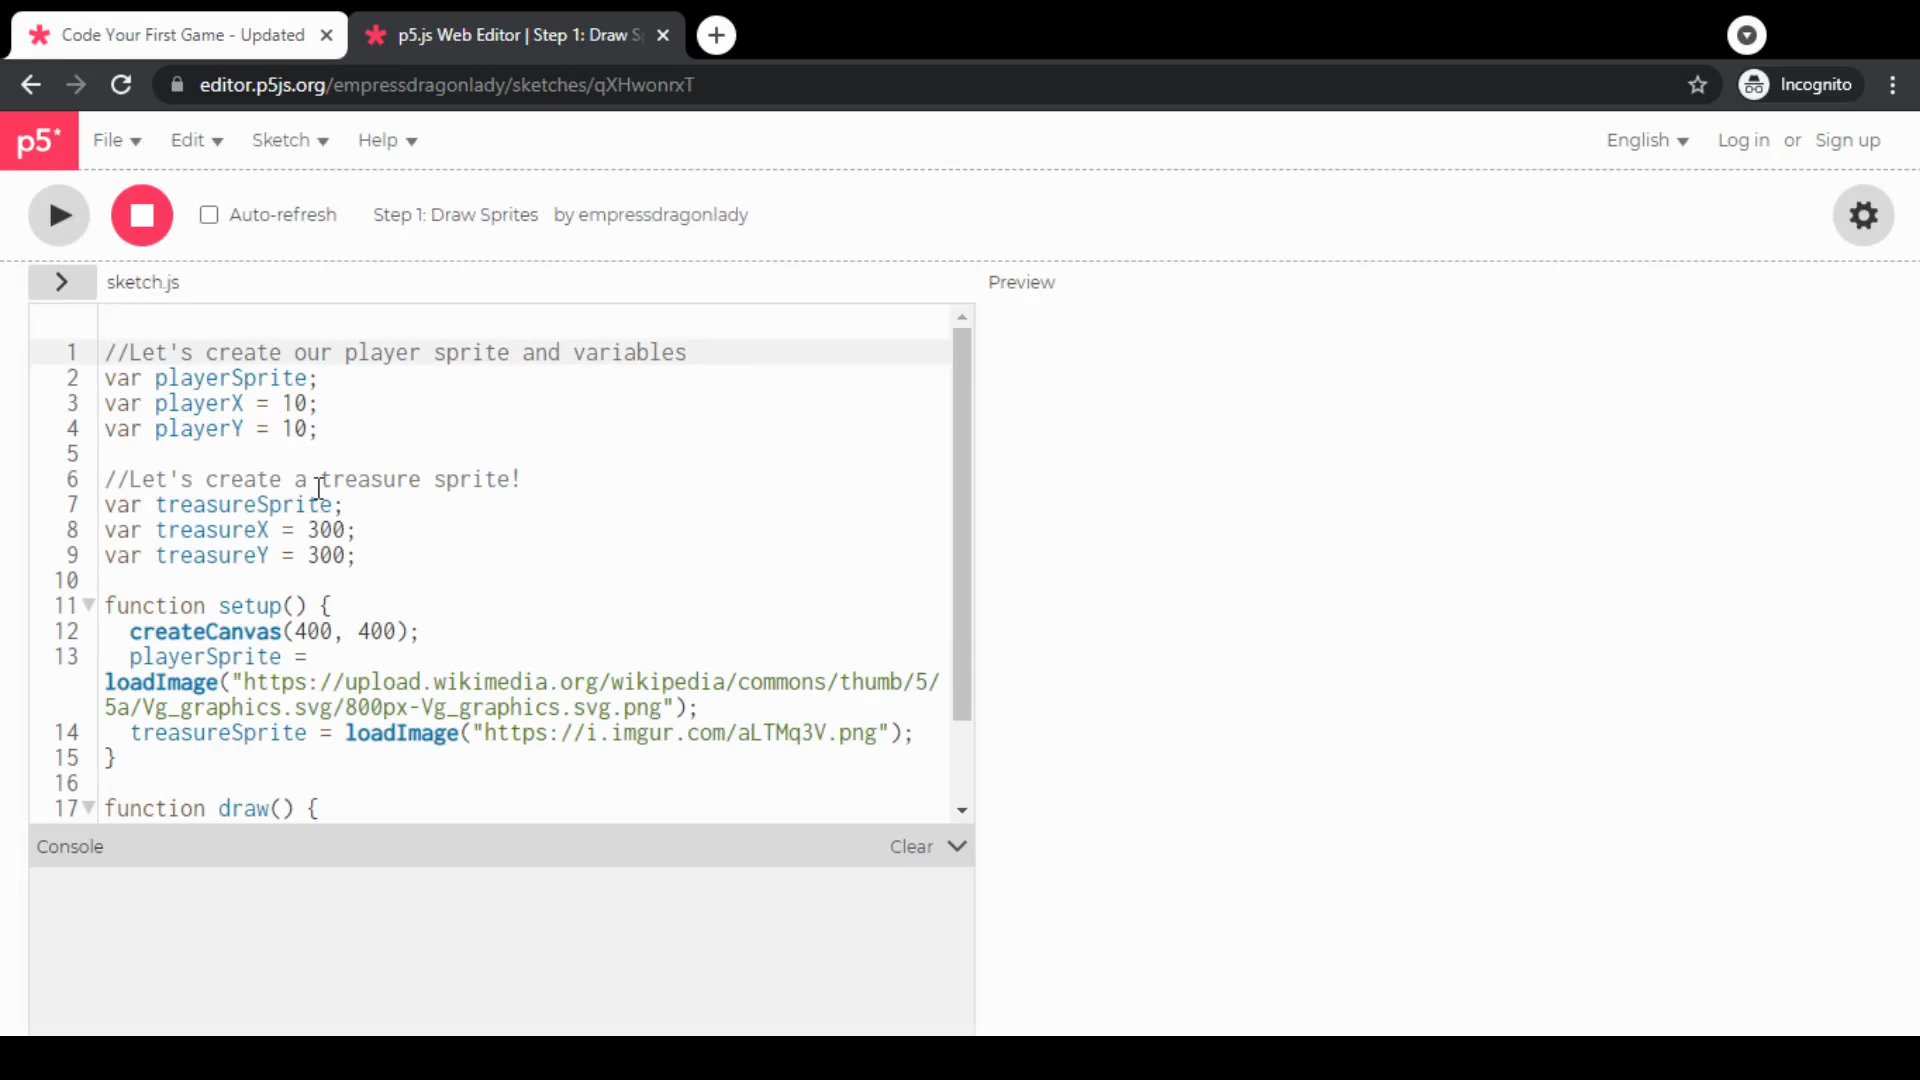 Code Your First Game - Updated
p5.js Web Editor | Step 1: Draw S
editor.p5js.org/empressdragonlady/sketches/qXHwonrxT
Incognito
p5*
File
Edit
Sketch
Help
English
Log in or Sign up
Auto-refresh
Step 1: Draw Sprites by empressdragonlady
sketch.js
Preview
1 //Let's create our player sprite and variables
2 var playerSprite;
3 var playerX = 10;
4 var playerY = 10;
5
6 //Let's create a treasure sprite!
7 var treasureSprite;
8 var treasureX = 300;
9 var treasureY = 300;
10
11 function setup() {
12 createCanvas(400, 400);
13 playerSprite =
loadImage("https://upload.wikimedia.org/wikipedia/commons/thumb/5/
5a/Vg_graphics.svg/800px-Vg_graphics.svg.png");
14 treasureSprite = loadImage("https://i.imgur.com/aLTMq3V.png");
15 }
16
17 function draw() {
Console
Clear